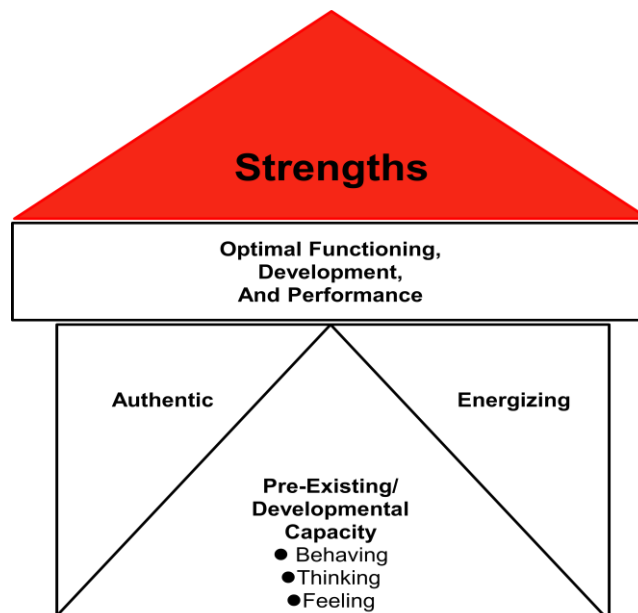 Strengths
Optimal Functioning,
Development,
And Performance
Authentic
Energizing
Pre-Existing/
Developmental
Capacity
● Behaving
●Thinking
●Feeling